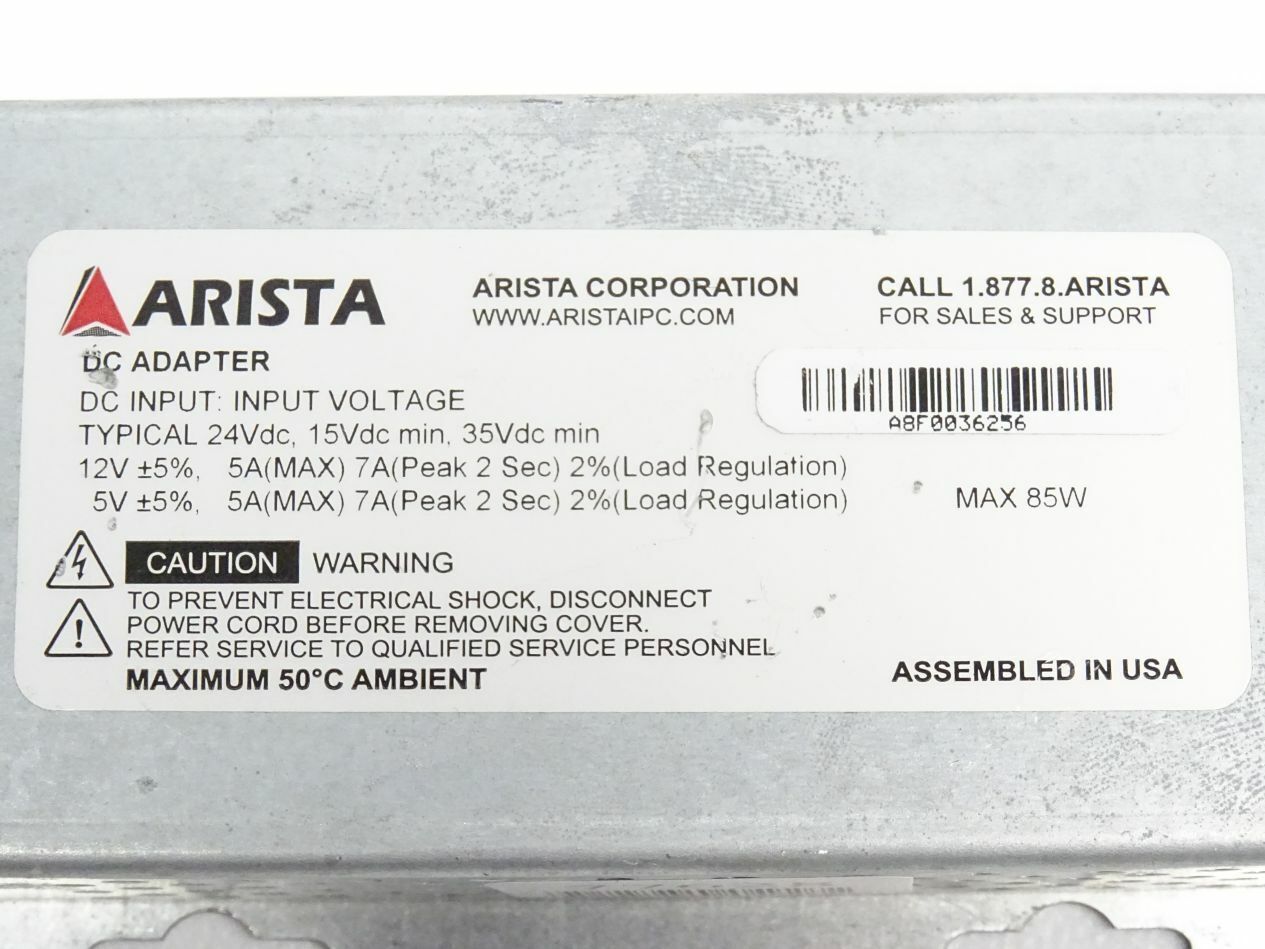 ARISTA
ARISTA CORPORATION
WWW.ARISTAIPC.COM
CALL 1.877.8.ARISTA
FOR SALES & SUPPORT
DC ADAPTER
DC INPUT: INPUT VOLTAGE
TYPICAL 24Vdc, 15Vdc min, 35Vdc min
12V ±5%, 5A(MAX) 7A(Peak 2 Sec) 2%(Load Regulation)
5V ±5%, 5A(MAX) 7A(Peak 2 Sec) 2%(Load Regulation)
A8F0036256
MAX 85W
CAUTION WARNING
TO PREVENT ELECTRICAL SHOCK, DISCONNECT
POWER CORD BEFORE REMOVING COVER.
REFER SERVICE TO QUALIFIED SERVICE PERSONNEL
MAXIMUM 50°C AMBIENT
ASSEMBLED IN USA